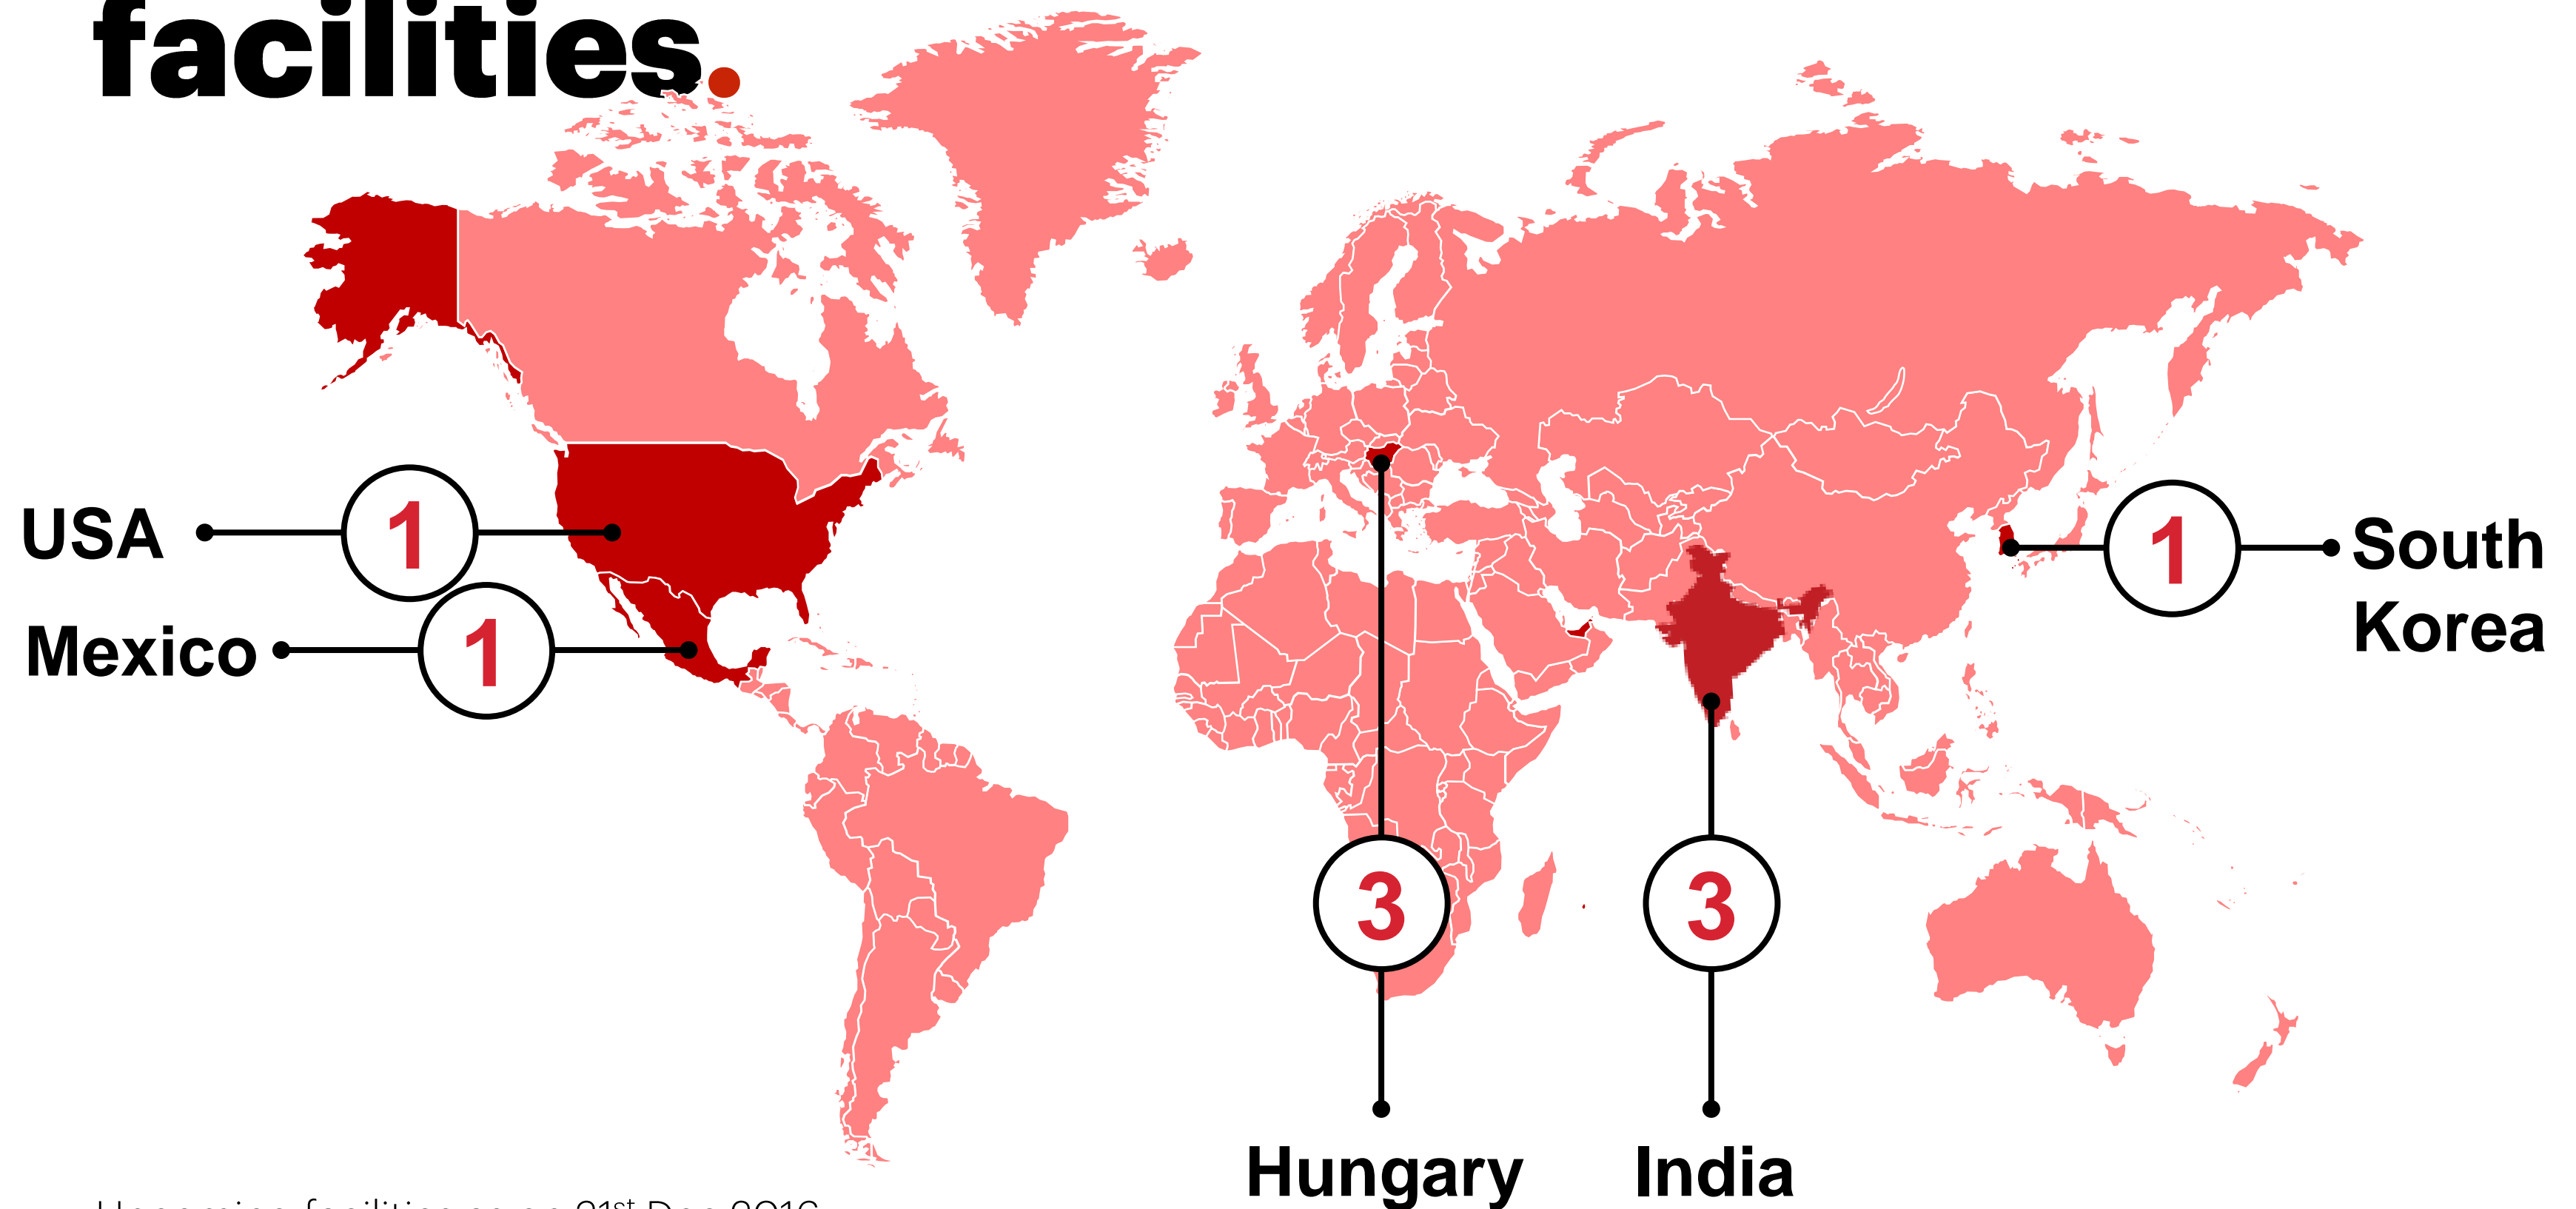 facilities.
USA
1
Mexico
1
3
3
1
South
Korea
Hungary
India